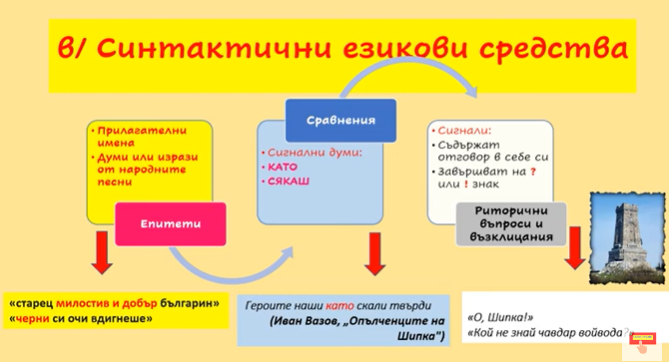 в/ Синтактични езикови средства
• Прилагателни
имена
• Думи или изрази
от народните
песни
Епитети
Сравнения
• Сигнални думи:
• КАТО
• СЯКАШ
• Сигнали:
• Съдържат
отговор в себе си
• Завършват на ?
или ! знак
Риторични
въпроси и
възклицания
«старец милостив и добър българин»
«черни си очи вдигнеше»
Героите наши като скали твърди
(Иван Вазов, „Опълченците на
Шипка")
«О, Шипка!»
«Кой не знай чавдар войвода?»